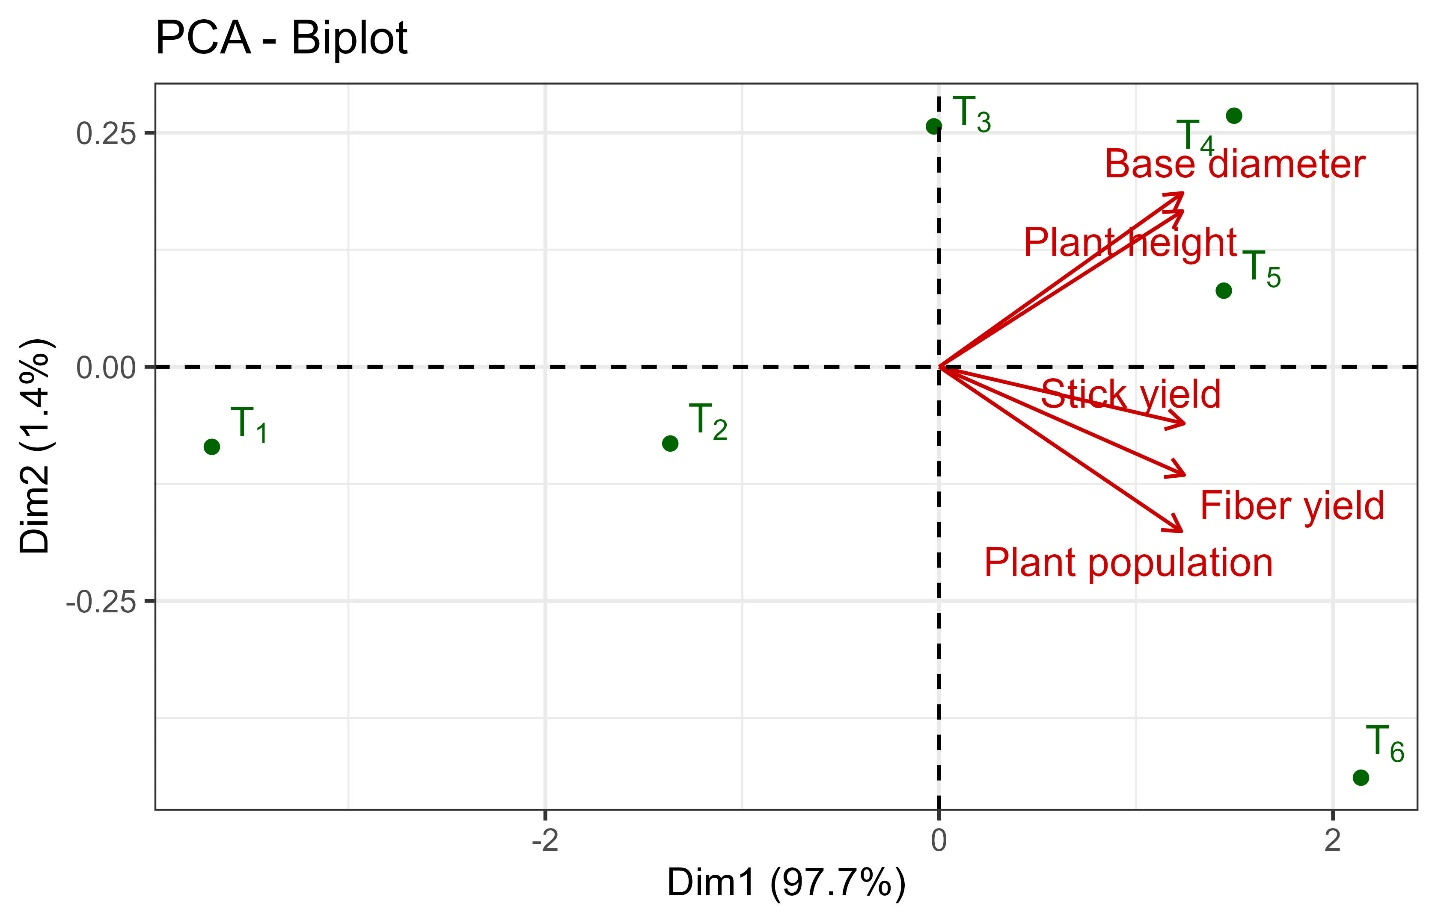 PCA - Biplot
T3
T4
Base diameter
Plant height
T5
Stick yield
T1
T2
Fiber yield
Plant population
T6
0.25
0.00
-0.25
-2
0
2
Dim1 (97.7%)
Dim2 (1.4%)